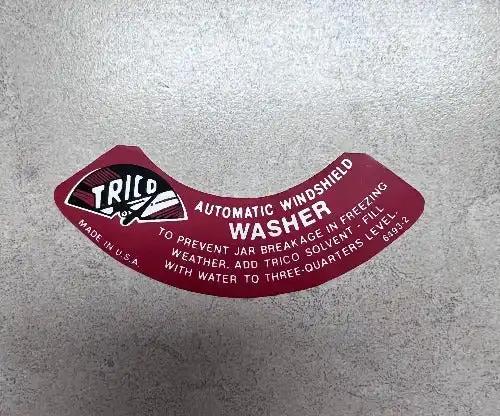 TRICO
MADE IN U.S.A.
AUTOMATIC WINDSHIELD
WASHER
TO PREVENT JAR BREAKAGE IN FREEZING
WEATHER, ADD TRICO SOLVENT - FILL
WITH WATER TO THREE-QUARTERS LEVEL
6493-2